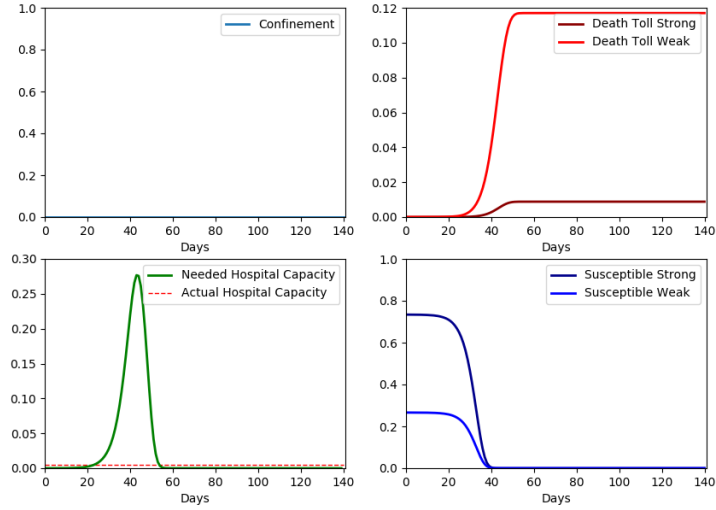 1.0
0.8
0.6
0.4
0.2
0.0
0 20 40 60 80 100 120 140
Days
Confinement
0.12
0.10
0.08
0.06
0.04
0.02
0.00
0 20 40 60 80 100 120 140
Days
Death Toll Strong
Death Toll Weak
0.30
0.25
0.20
0.15
0.10
0.05
0.00
0 20 40 60 80 100 120 140
Days
Needed Hospital Capacity
Actual Hospital Capacity
1.0
0.8
0.6
0.4
0.2
0.0
0 20 40 60 80 100 120 140
Days
Susceptible Strong
Susceptible Weak